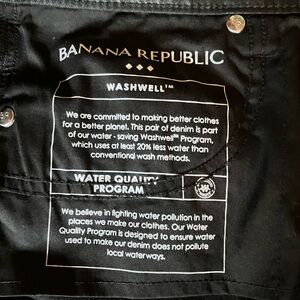 BANANA REPUBLIC
WASHWELL™
We are committed to making better clothes
for a better planet. This pair of denim is part
of our water - saving Washwell™ Program,
which uses at least 20% less water than
conventional wash methods.
WATER QUALITY
PROGRAM
We believe in fighting water pollution in the
places we make our clothes. Our Water
Quality Program is designed to ensure water
used to make our denim does not pollute
local waterways.